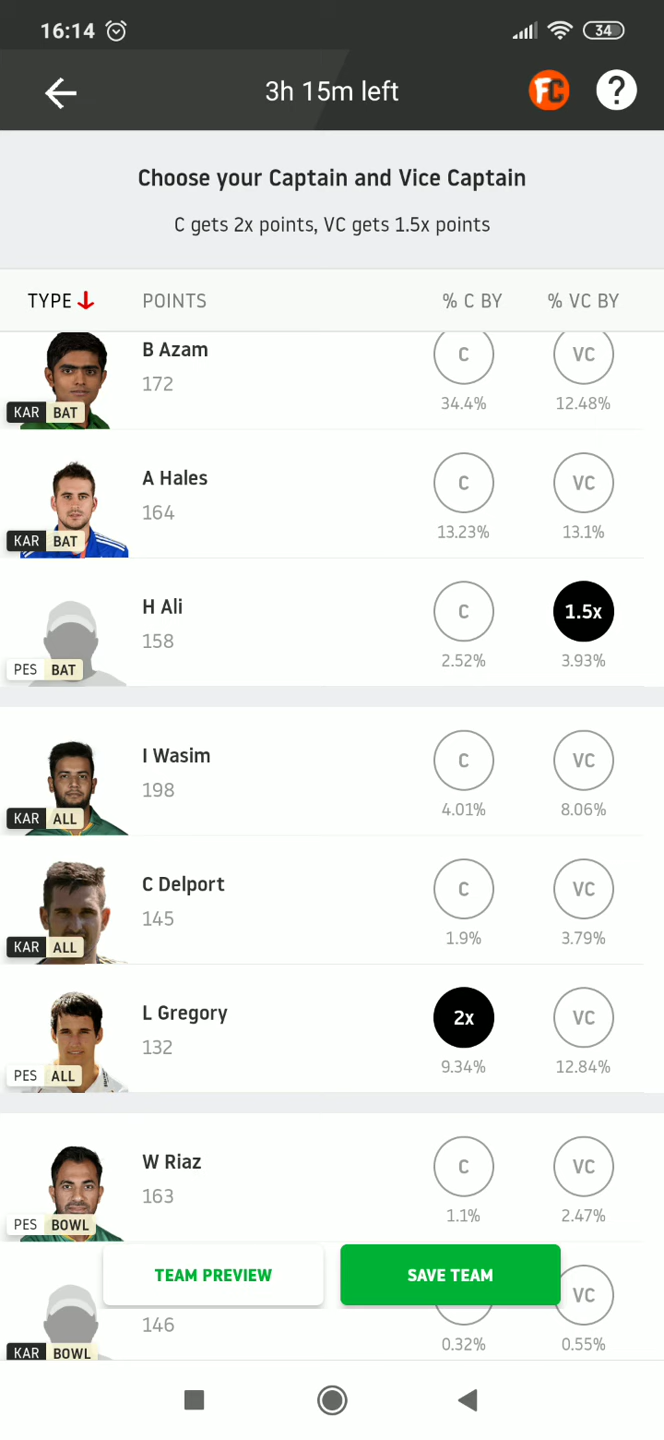 16:14 34
3h 15m left FC ?
Choose your Captain and Vice Captain
C gets 2x points, VC gets 1.5x points
TYPE POINTS % C BY % VC BY
B Azam C VC
172
KAR BAT 34.4% 12.48%
A Hales C VC
164
KAR BAT 13.23% 13.1%
H Ali C 1.5x
158
PES BAT 2.52% 3.93%
I Wasim C VC
198
KAR ALL 4.01% 8.06%
C Delport C VC
145
KAR ALL 1.9% 3.79%
L Gregory 2x VC
132
PES ALL 9.34% 12.84%
W Riaz C VC
163
PES BOWL 1.1% 2.47%
TEAM PREVIEW SAVE TEAM VC
146
KAR BOWL 0.32% 0.55%